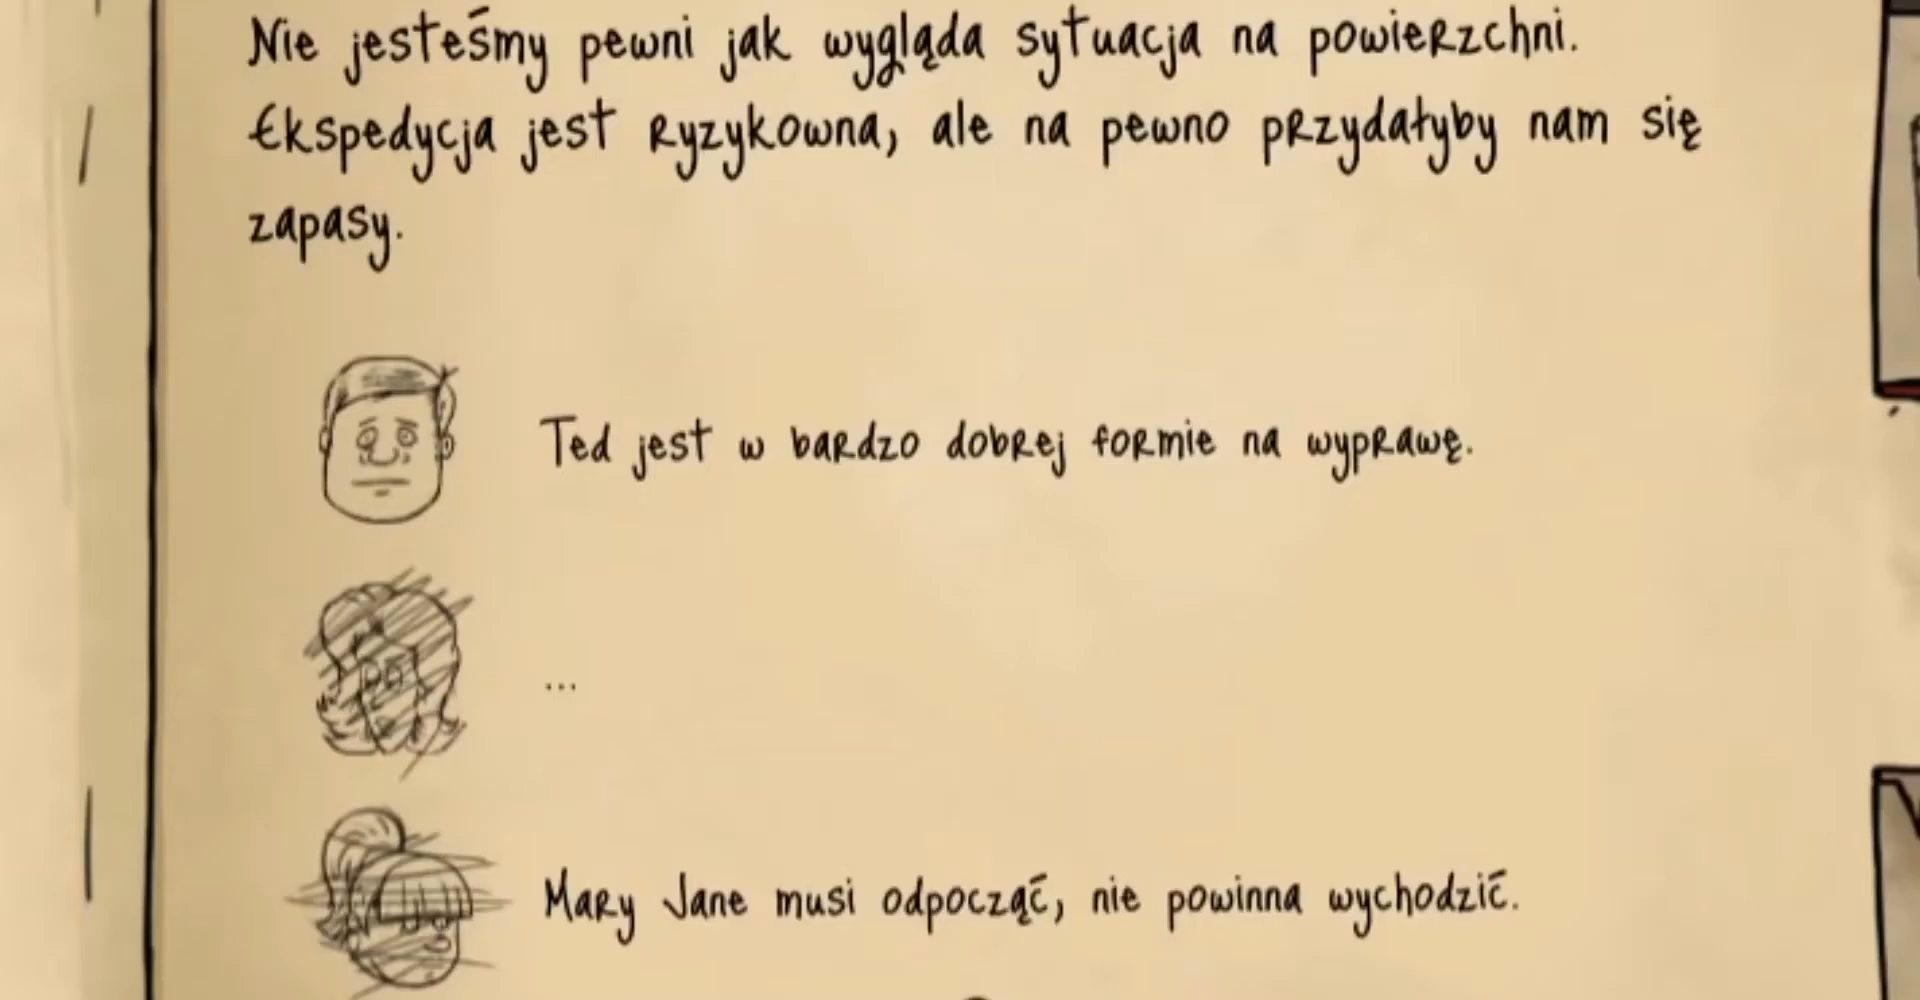 Nie jesteśmy pewni jak wygląda sytuacja na powierzchni.
Ekspedycja jest ryzykowna, ale na pewno przydałyby nam się
zapasy.
Ted jest w bardzo dobrej formie na wyprawę.
...
Mary Jane musi odpocząć, nie powinna wychodzić.